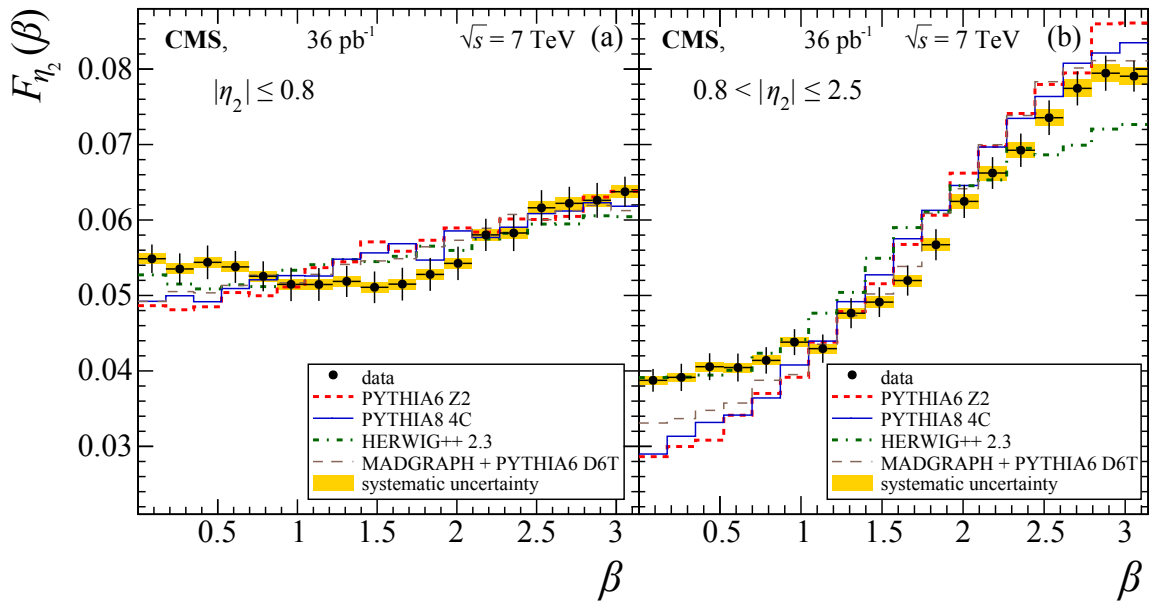 CMS, 36 pb⁻¹ √s = 7 TeV (a)
|η₂| ≤ 0.8
F_η₂ (β)
0.08
0.07
0.06
0.05
0.04
0.03
data
PYTHIA6 Z2
PYTHIA8 4C
HERWIG++ 2.3
MADGRAPH + PYTHIA6 D6T
systematic uncertainty
0.5 1 1.5 2 2.5 3
β
CMS, 36 pb⁻¹ √s = 7 TeV (b)
0.8 < |η₂| ≤ 2.5
data
PYTHIA6 Z2
PYTHIA8 4C
HERWIG++ 2.3
MADGRAPH + PYTHIA6 D6T
systematic uncertainty
0.5 1 1.5 2 2.5 3
β